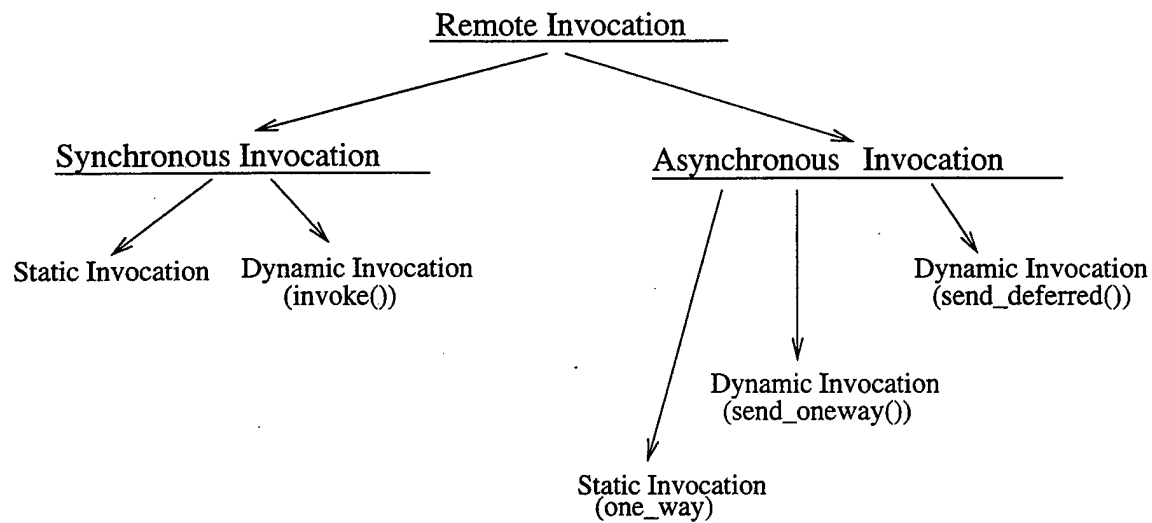 Remote Invocation
Synchronous Invocation
Asynchronous Invocation
Static Invocation
Dynamic Invocation
(invoke())
Dynamic Invocation
(send_deferred())
Dynamic Invocation
(send_oneway())
Static Invocation
(one_way)